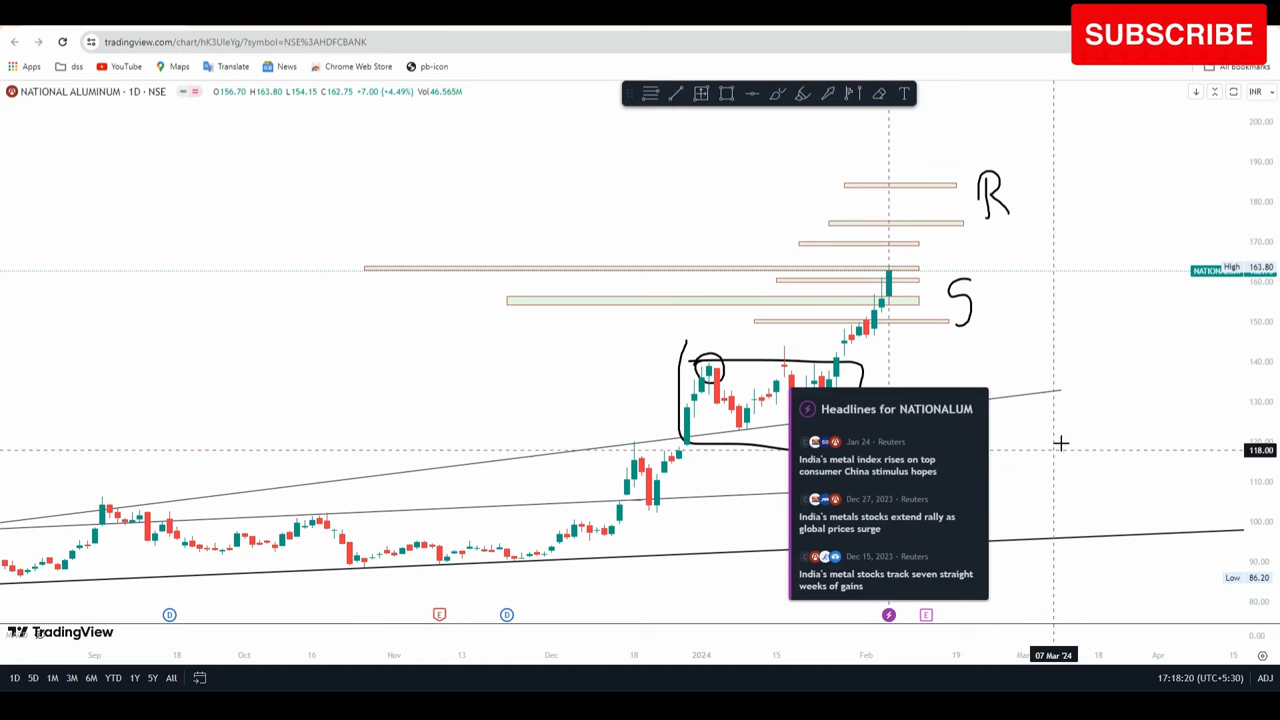 SUBSCRIBE
tradingview.com/chart/hK3UIeYg/?symbol=NSE%3AHDFCBANK
Apps dss YouTube Maps Translate News Chrome Web Store pb-icon All Bookmarks
NATIONAL ALUMINUM · 1D · NSE O156.70 H163.80 L154.15 C162.75 +7.00 (+4.49%) Vol46.565M
INR
200.00
190.00
R
180.00
170.00
High 163.80
160.00
S
150.00
140.00
130.00
Headlines for NATIONALUM
Jan 24 · Reuters
India's metal index rises on top
consumer China stimulus hopes
118.00
110.00
Dec 27, 2023 · Reuters
India's metals stocks extend rally as
global prices surge
100.00
90.00
Dec 15, 2023 · Reuters
India's metal stocks track seven straight
weeks of gains
Low 86.20
80.00
D E D E
TradingView
0.00
Sep 18 Oct 16 Nov Dec 18 2024 15 Feb 19 07 Mar '24 18 Apr 15
1D 5D 1M 3M 6M YTD 1Y 5Y All 17:18:20 (UTC+5:30) ADJ